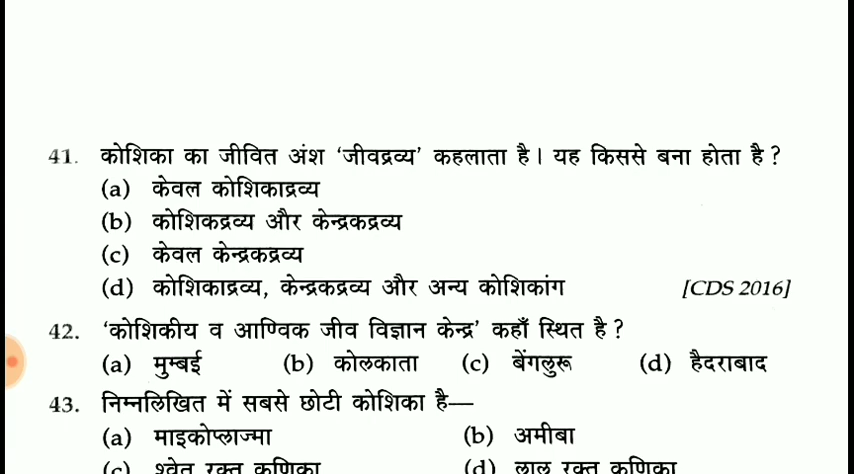 41. कोशिका का जीवित अंश ‘जीवद्रव्य’ कहलाता है। यह किससे बना होता है ?
(a) केवल कोशिकाद्रव्य
(b) कोशिकद्रव्य और केन्द्रकद्रव्य
(c) केवल केन्द्रकद्रव्य
(d) कोशिकाद्रव्य, केन्द्रकद्रव्य और अन्य कोशिकांग [CDS 2016]
42. ‘कोशिकीय व आण्विक जीव विज्ञान केन्द्र’ कहाँ स्थित है ?
(a) मुम्बई (b) कोलकाता (c) बेंगलुरू (d) हैदराबाद
43. निम्नलिखित में सबसे छोटी कोशिका है—
(a) माइकोप्लाज्मा (b) अमीबा
(c) श्वेत रक्त कणिका (d) लाल रक्त कणिका